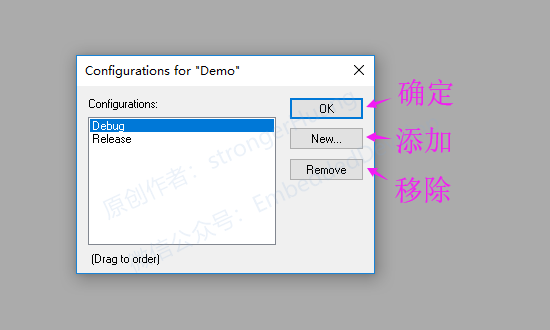 Configurations for "Demo"
Configurations:
Debug
Release
OK
New...
Remove
(Drag to order)
确定
添加
移除
原创作者：strongerHuang
微信公众号：EmbeddedD